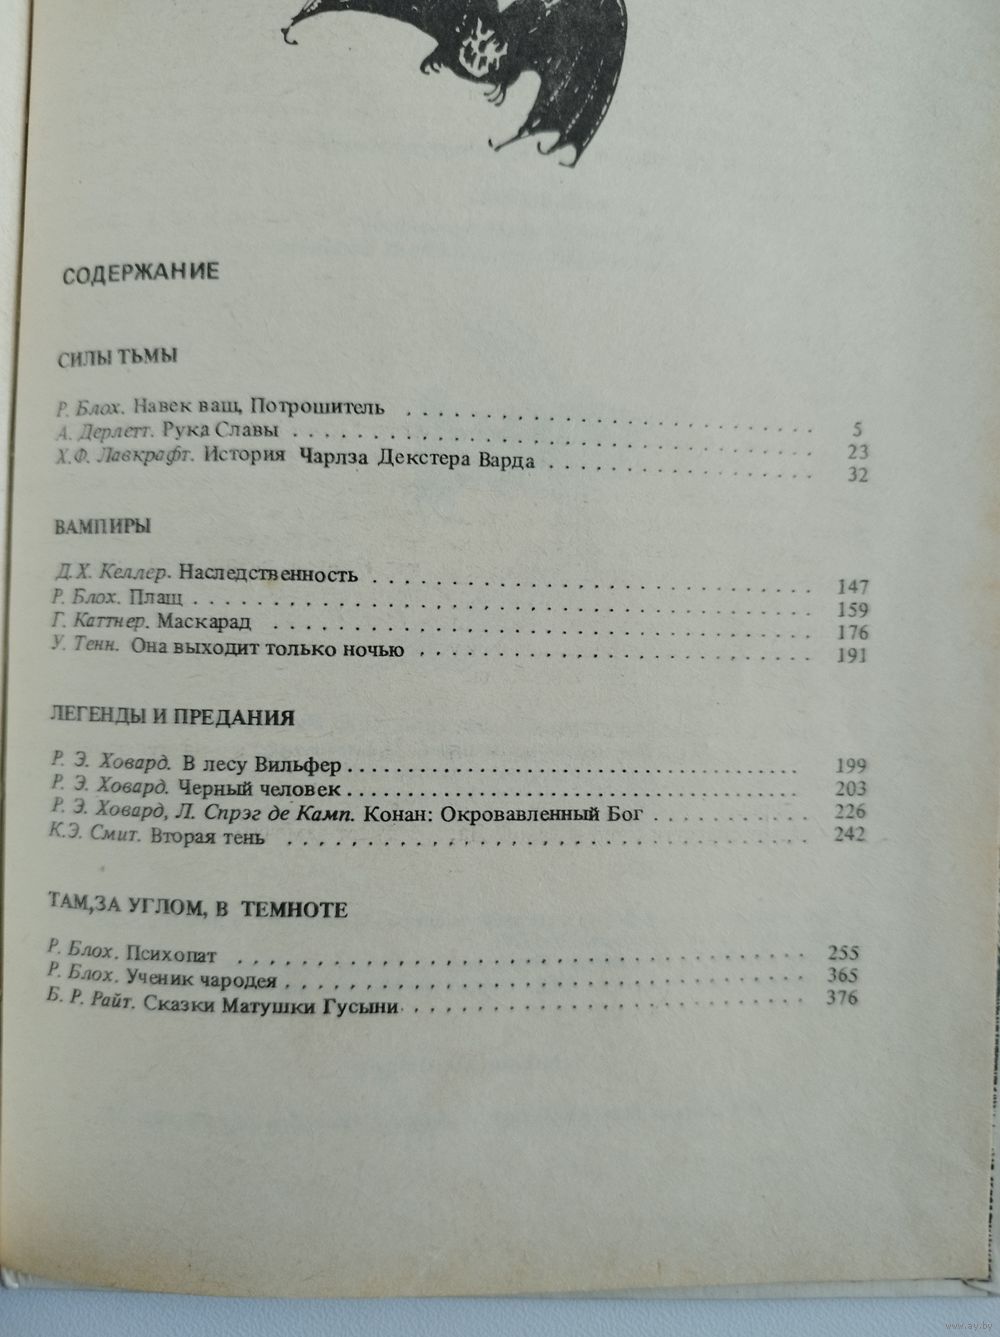 СОДЕРЖАНИЕ
СИЛЫ ТЬМЫ
Р. Блох. Навек ваш, Потрошитель . . . . . . . . . . . . . . . . 5
А. Дерлетт. Рука Славы . . . . . . . . . . . . . . . . . . . . 23
Х.Ф. Лавкрафт. История Чарлза Декстера Варда . . . . . . . . . . 32
ВАМПИРЫ
Д.Х. Келлер. Наследственность . . . . . . . . . . . . . . . . . 147
Р. Блох. Плащ . . . . . . . . . . . . . . . . . . . . . . . . 159
Г. Каттнер. Маскарад . . . . . . . . . . . . . . . . . . . . . 176
У. Тенн. Она выходит только ночью . . . . . . . . . . . . . . . 191
ЛЕГЕНДЫ И ПРЕДАНИЯ
Р. Э. Ховард. В лесу Вильфер . . . . . . . . . . . . . . . . . . 199
Р. Э. Ховард. Черный человек . . . . . . . . . . . . . . . . . . 203
Р. Э. Ховард, Л. Спрэг де Камп. Конан: Окровавленный Бог . . . . . . 226
К.Э. Смит. Вторая тень . . . . . . . . . . . . . . . . . . . . 242
ТАМ,ЗА УГЛОМ, В ТЕМНОТЕ
Р. Блох. Психопат . . . . . . . . . . . . . . . . . . . . . . 255
Р. Блох. Ученик чародея . . . . . . . . . . . . . . . . . . . . 365
Б. Р. Райт. Сказки Матушки Гусыни . . . . . . . . . . . . . . . 376
www.ay.by